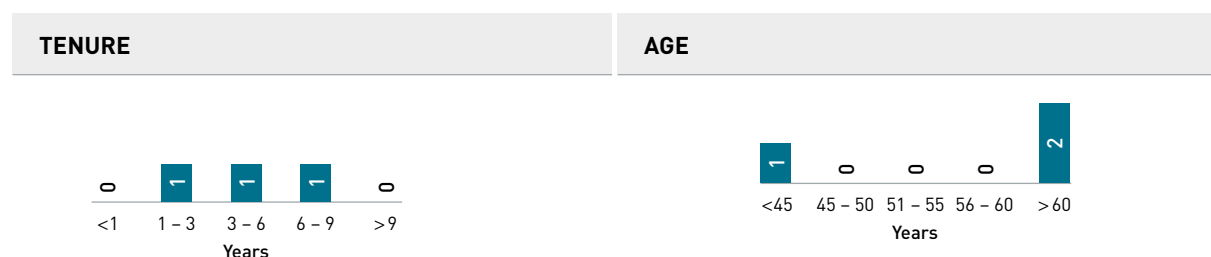 TENURE
0 1 1 1 0
<1 1 – 3 3 – 6 6 – 9 >9
Years
AGE
1 0 0 0 2
<45 45 – 50 51 – 55 56 – 60 >60
Years